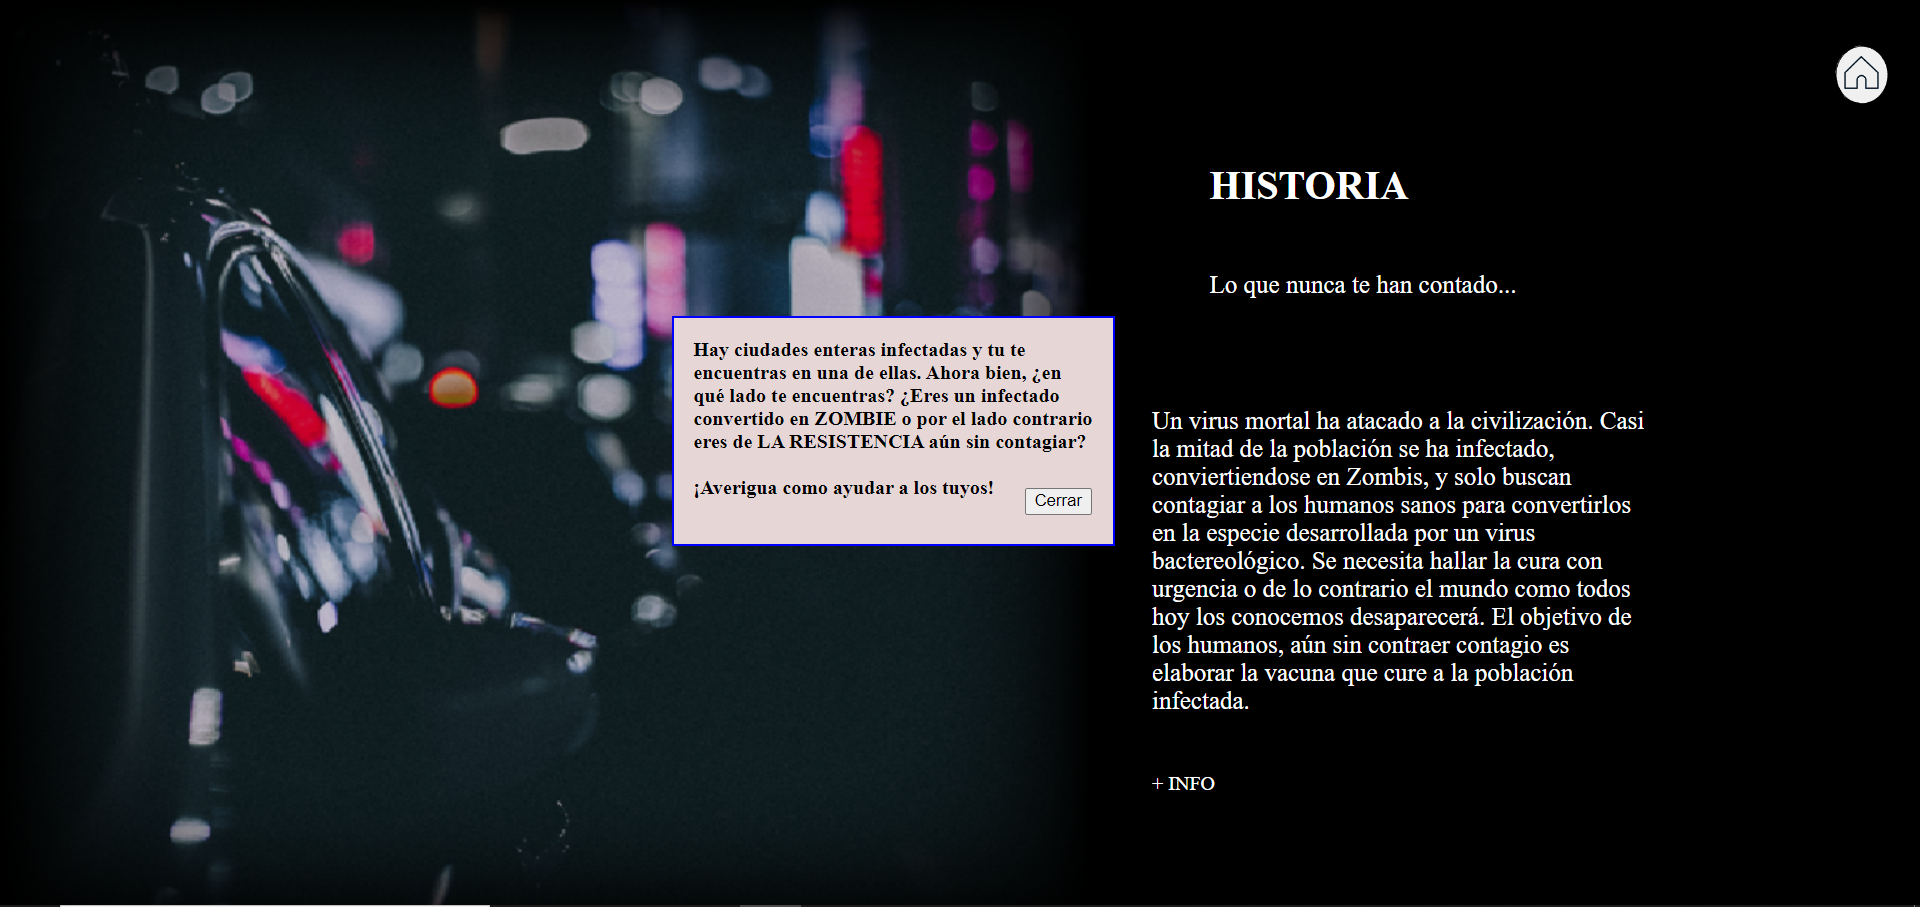 HISTORIA
Lo que nunca te han contado...
Hay ciudades enteras infectadas y tu te
encuentras en una de ellas. Ahora bien, ¿en
qué lado te encuentras? ¿Eres un infectado
convertido en ZOMBIE o por el lado contrario
eres de LA RESISTENCIA aún sin contagiar?
¡Averigua como ayudar a los tuyos!
Cerrar
Un virus mortal ha atacado a la civilización. Casi
la mitad de la población se ha infectado,
conviertiendose en Zombis, y solo buscan
contagiar a los humanos sanos para convertirlos
en la especie desarrollada por un virus
bactereológico. Se necesita hallar la cura con
urgencia o de lo contrario el mundo como todos
hoy los conocemos desaparecerá. El objetivo de
los humanos, aún sin contraer contagio es
elaborar la vacuna que cure a la población
infectada.
+ INFO